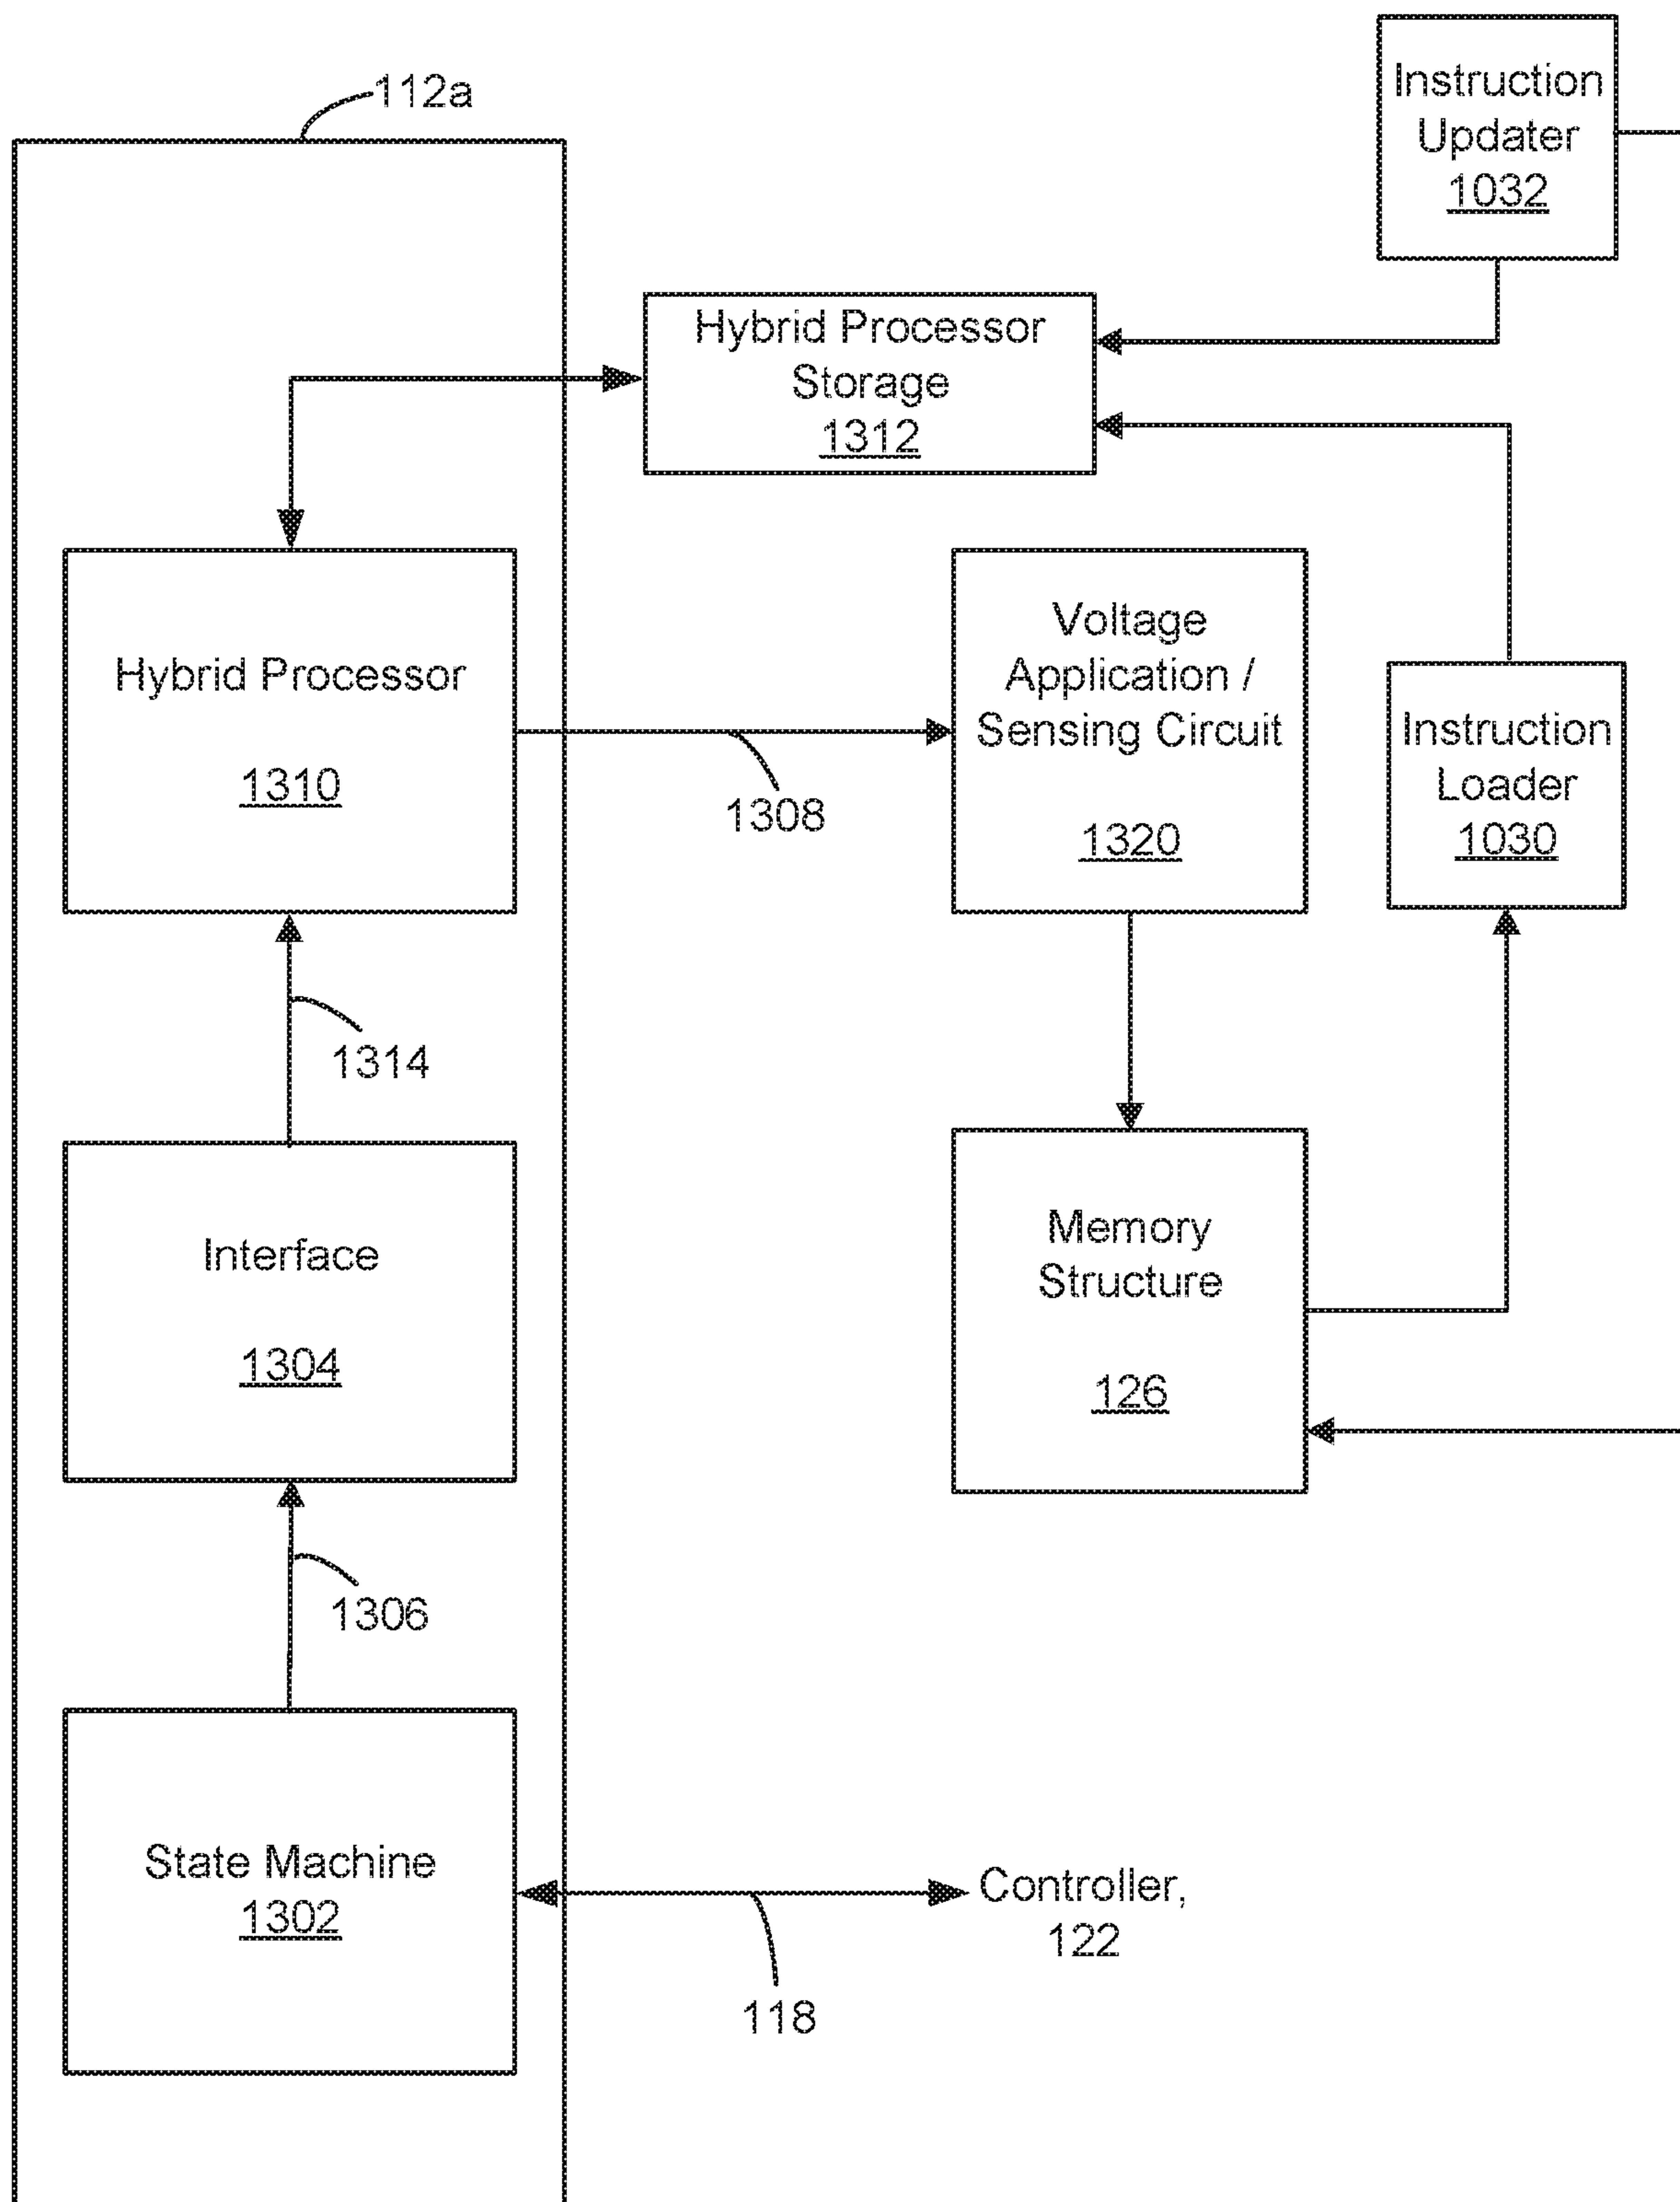 112a
Instruction
Updater
1032
Hybrid Processor
Storage
1312
Hybrid Processor
1310
1308
Voltage
Application /
Sensing Circuit
1320
Instruction
Loader
1030
1314
Interface
1304
Memory
Structure
126
1306
State Machine
1302
Controller,
122
118